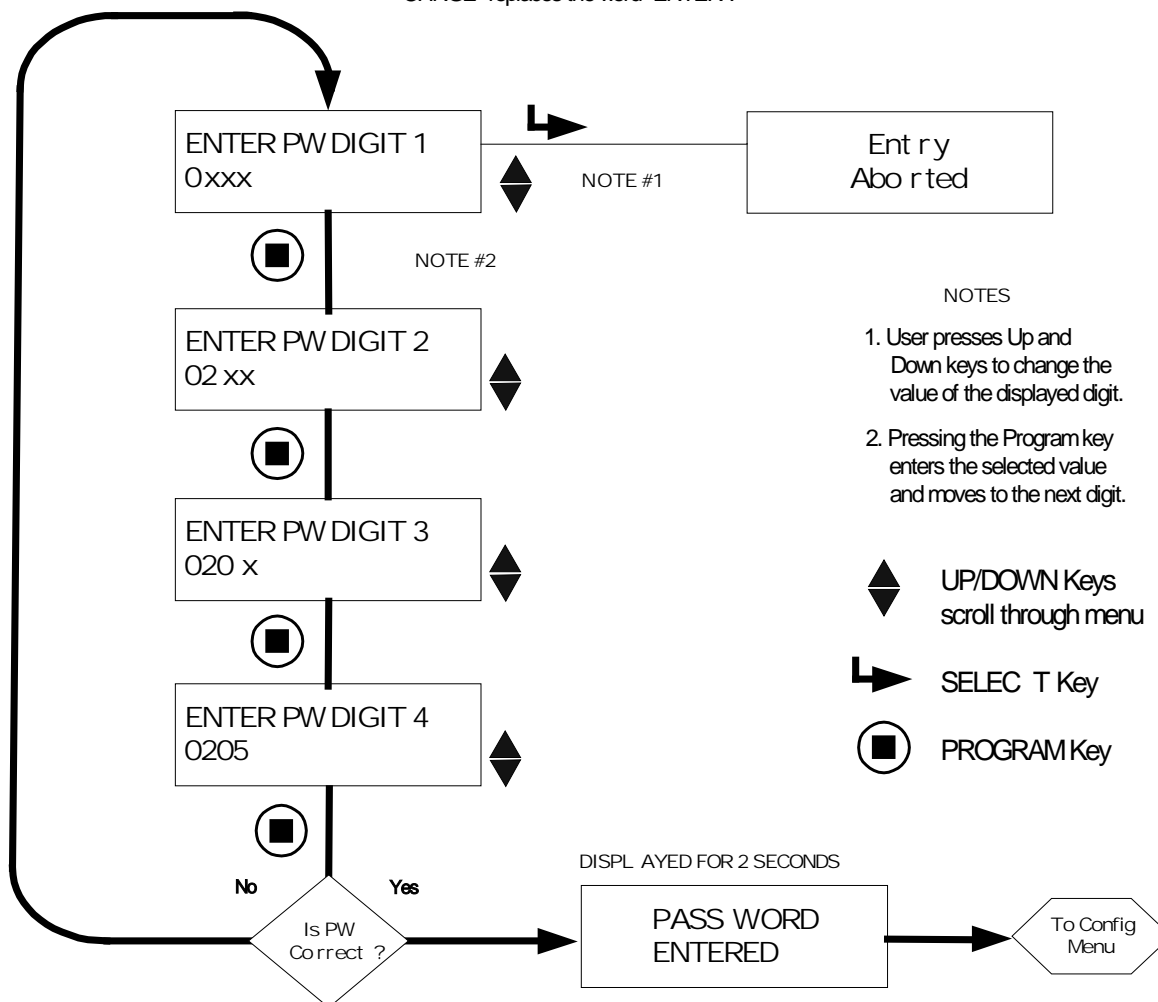 replaces the word
ENTER PW DIGIT 1
0xxx
Entry
Aborted
NOTE #1
NOTE #2
NOTES
1. User presses Up and
Down keys to change the
value of the displayed digit.
2. Pressing the Program key
enters the selected value
and moves to the next digit.
ENTER PW DIGIT 2
02 xx
ENTER PW DIGIT 3
020 x
UP/DOWN Keys
scroll through menu
SELEC T Key
ENTER PW DIGIT 4
0205
PROGRAM Key
DISPL AYED FOR 2 SECONDS
No
Yes
Is PW
Correct ?
PASS WORD
ENTERED
To Config
Menu